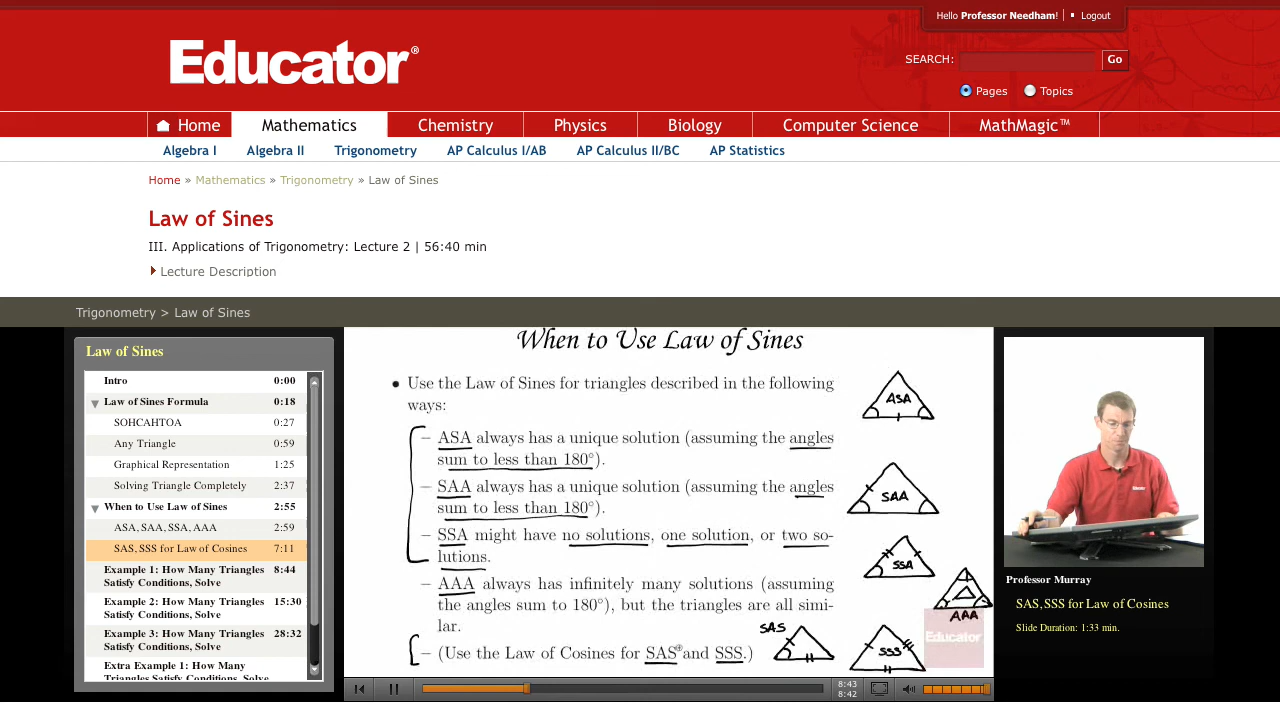 Hello Professor Needham! Logout
Educator®
SEARCH: Go
Pages Topics
Home Mathematics Chemistry Physics Biology Computer Science MathMagic™
Algebra I Algebra II Trigonometry AP Calculus I/AB AP Calculus II/BC AP Statistics
Home » Mathematics » Trigonometry » Law of Sines
Law of Sines
III. Applications of Trigonometry: Lecture 2 | 56:40 min
Lecture Description
Trigonometry > Law of Sines
Law of Sines
Intro 0:00
Law of Sines Formula 0:18
SOHCAHTOA 0:27
Any Triangle 0:59
Graphical Representation 1:25
Solving Triangle Completely 2:37
When to Use Law of Sines 2:55
ASA, SAA, SSA, AAA 2:59
SAS, SSS for Law of Cosines 7:11
Example 1: How Many Triangles 8:44
Satisfy Conditions, Solve
Example 2: How Many Triangles 15:30
Satisfy Conditions, Solve
Example 3: How Many Triangles 28:32
Satisfy Conditions, Solve
Extra Example 1: How Many
Triangles Satisfy Conditions, Solve
When to Use Law of Sines
• Use the Law of Sines for triangles described in the following
ways:
– ASA always has a unique solution (assuming the angles
sum to less than 180°).
– SAA always has a unique solution (assuming the angles
sum to less than 180°).
– SSA might have no solutions, one solution, or two so-
lutions.
– AAA always has infinitely many solutions (assuming
the angles sum to 180°), but the triangles are all simi-
lar.
– (Use the Law of Cosines for SAS and SSS.)
ASA
SAA
SSA
AAA
SAS
SSS
Educator
8:43
8:42
Professor Murray
SAS, SSS for Law of Cosines
Slide Duration: 1:33 min.